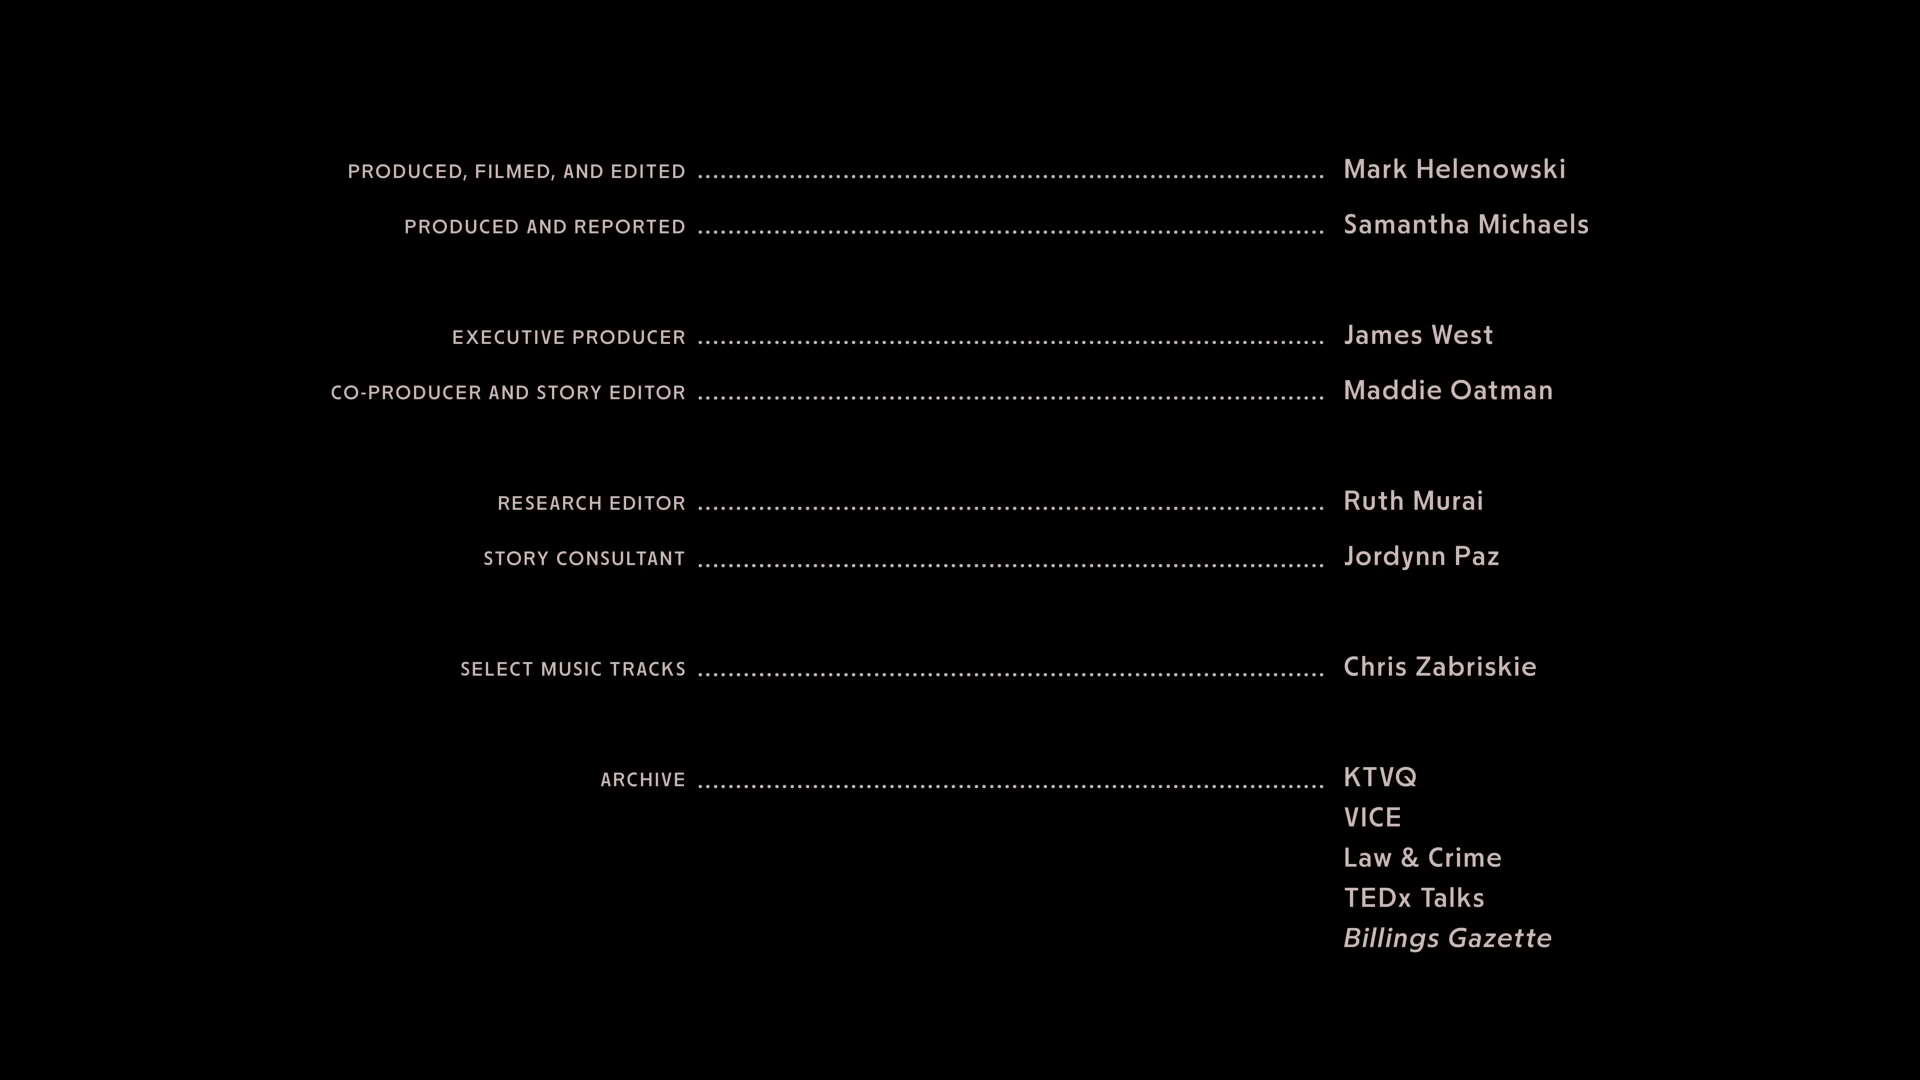 PRODUCED, FILMED, AND EDITED ........ Mark Helenowski
PRODUCED AND REPORTED ........ Samantha Michaels
EXECUTIVE PRODUCER ........ James West
CO-PRODUCER AND STORY EDITOR ........ Maddie Oatman
RESEARCH EDITOR ........ Ruth Murai
STORY CONSULTANT ........ Jordynn Paz
SELECT MUSIC TRACKS ........ Chris Zabriskie
ARCHIVE ........ KTVQ
VICE
Law & Crime
TEDx Talks
Billings Gazette